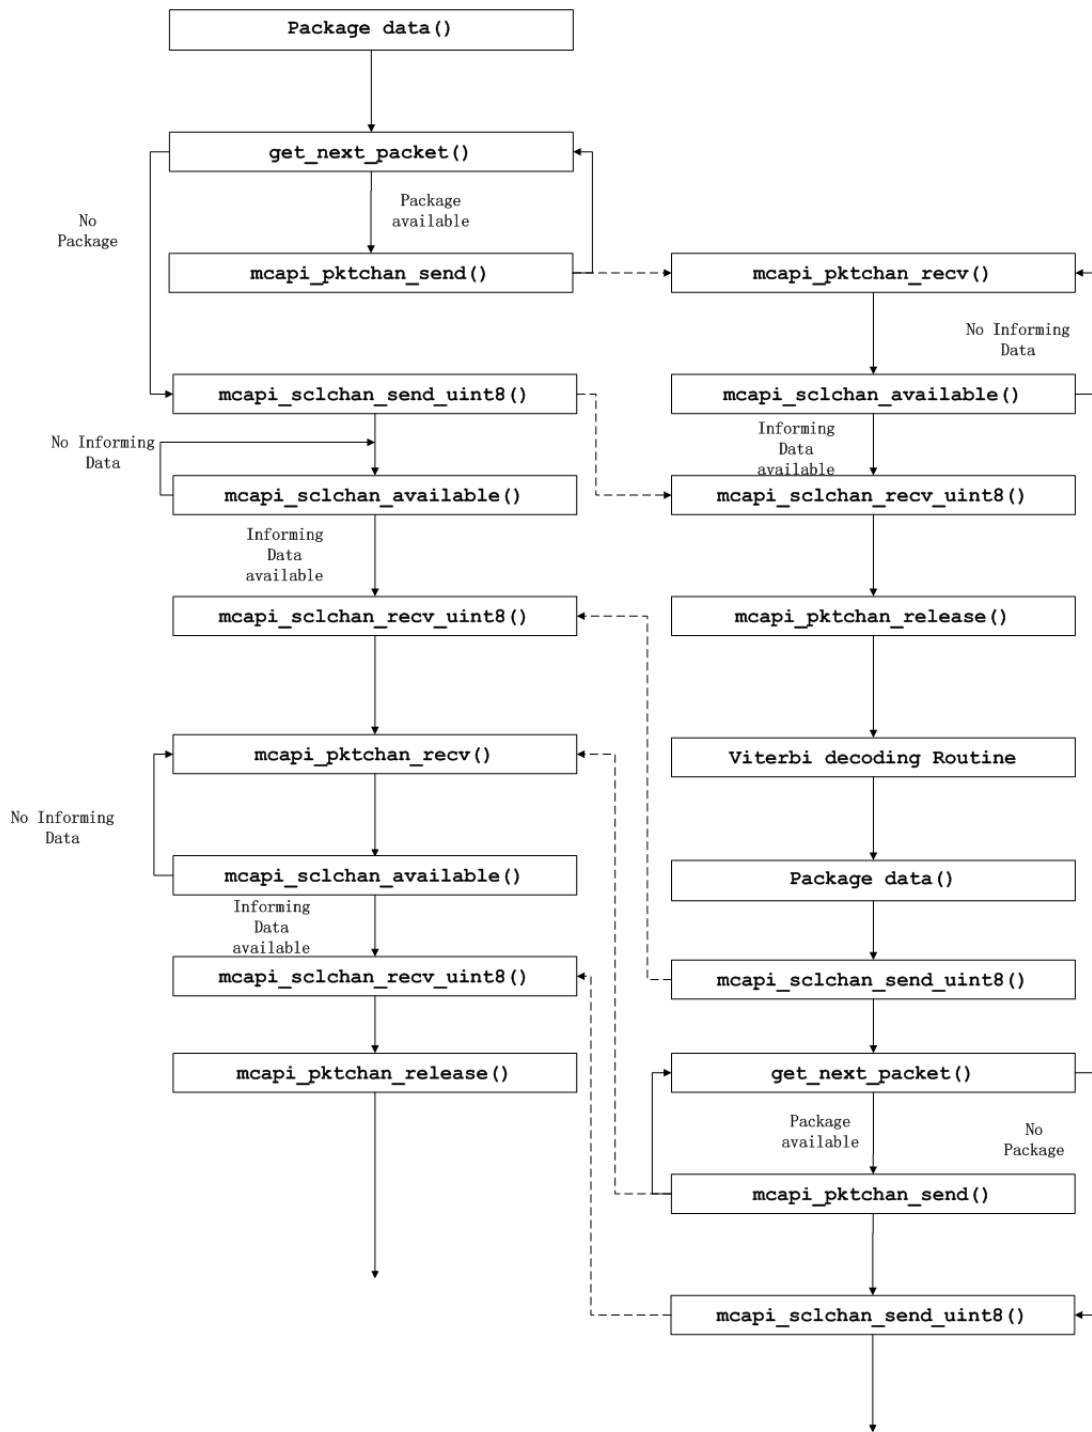 Package data()
get_next_packet()
Package
available
No
Package
mcapi_pktchan_send()
mcapi_pktchan_recv()
No Informing
Data
mcapi_sclchan_send_uint8()
mcapi_sclchan_available()
No Informing
Data
Informing
Data
available
mcapi_sclchan_available()
mcapi_sclchan_recv_uint8()
Informing
Data
available
mcapi_sclchan_recv_uint8()
mcapi_pktchan_release()
mcapi_pktchan_recv()
Viterbi decoding Routine
No Informing
Data
mcapi_sclchan_available()
Package data()
Informing
Data
available
mcapi_sclchan_recv_uint8()
mcapi_sclchan_send_uint8()
mcapi_pktchan_release()
get_next_packet()
Package
available
No
Package
mcapi_pktchan_send()
mcapi_sclchan_send_uint8()